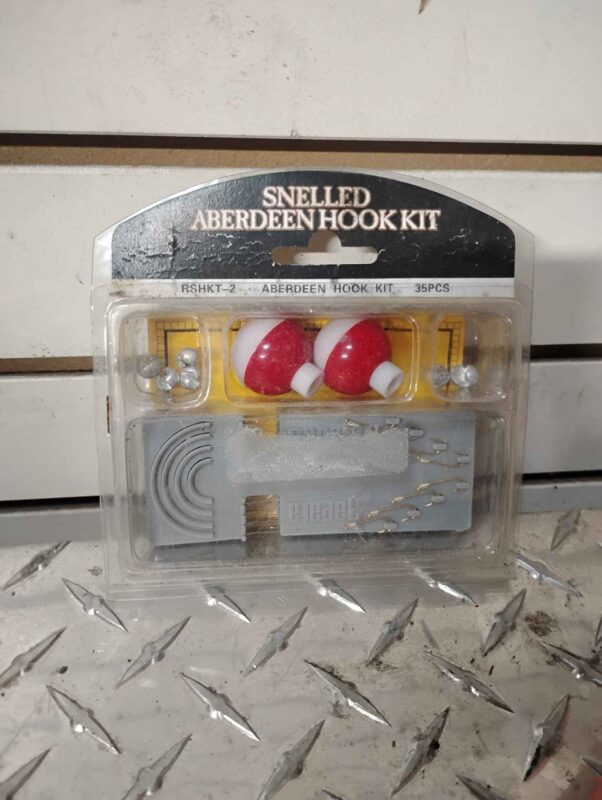 SNELLED
ABERDEEN HOOK KIT
RSHKT-2 · ABERDEEN HOOK KIT 35PCS